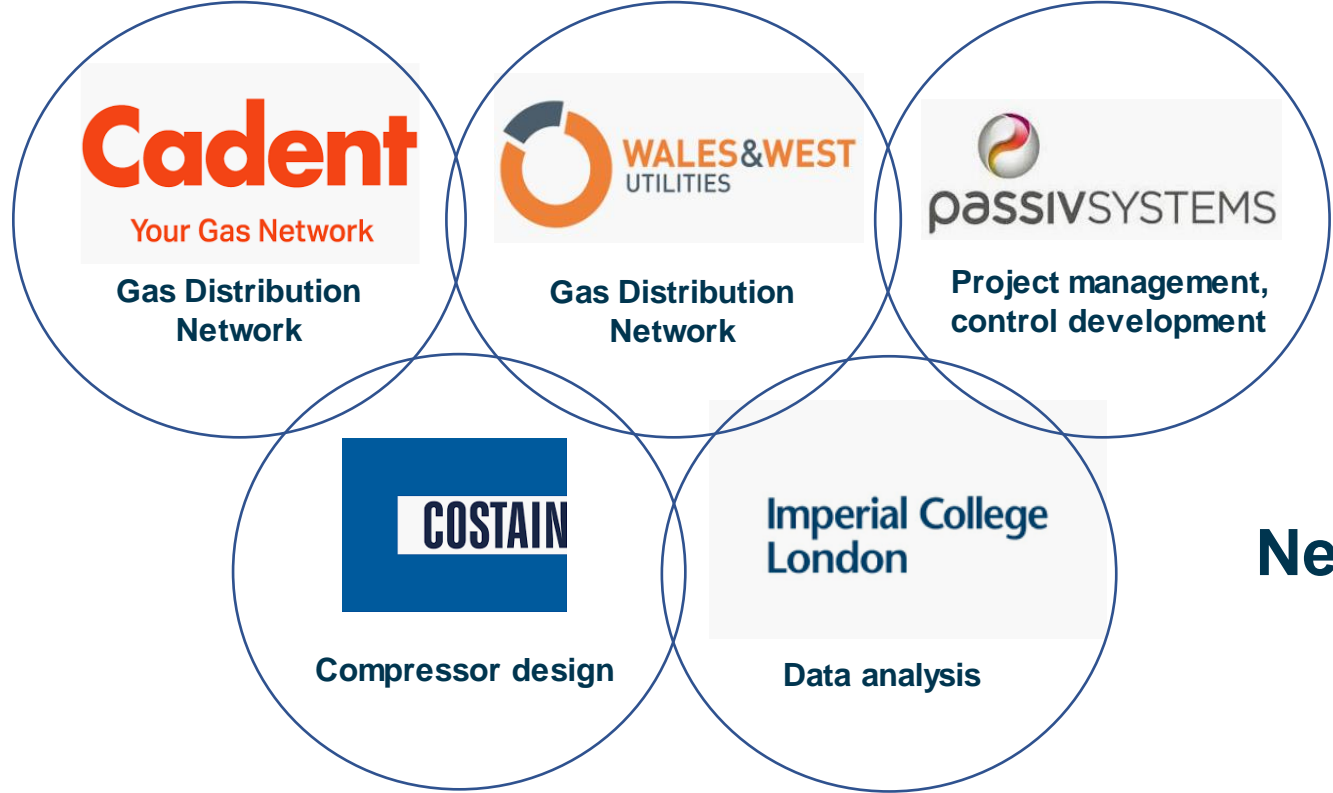 Cadent
Your Gas Network
Gas Distribution
Network
WALES&WEST
UTILITIES
Gas Distribution
Network
PASSIVSYSTEMS
Project management,
control development
COSTAIN
Compressor design
Imperial College
London
Data analysis